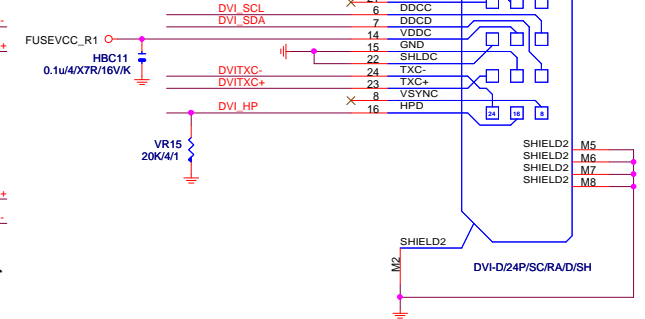 21
DVI_SCL 6 DDCC
DVI_SDA 7 DDCD
FUSEVCC_R1 14 VDDC
15 GND
22 SHLDC
HBC11
0.1u/4/X7R/16V/K
DVITXC- 24 TXC-
DVITXC+ 23 TXC+
8 VSYNC
DVI_HP 16 HPD
24 16 8
VR15
20K/4/1
SHIELD2 M5
SHIELD2 M6
SHIELD2 M7
SHIELD2 M8
SHIELD2
M2
DVI-D/24P/SC/RA/D/SH